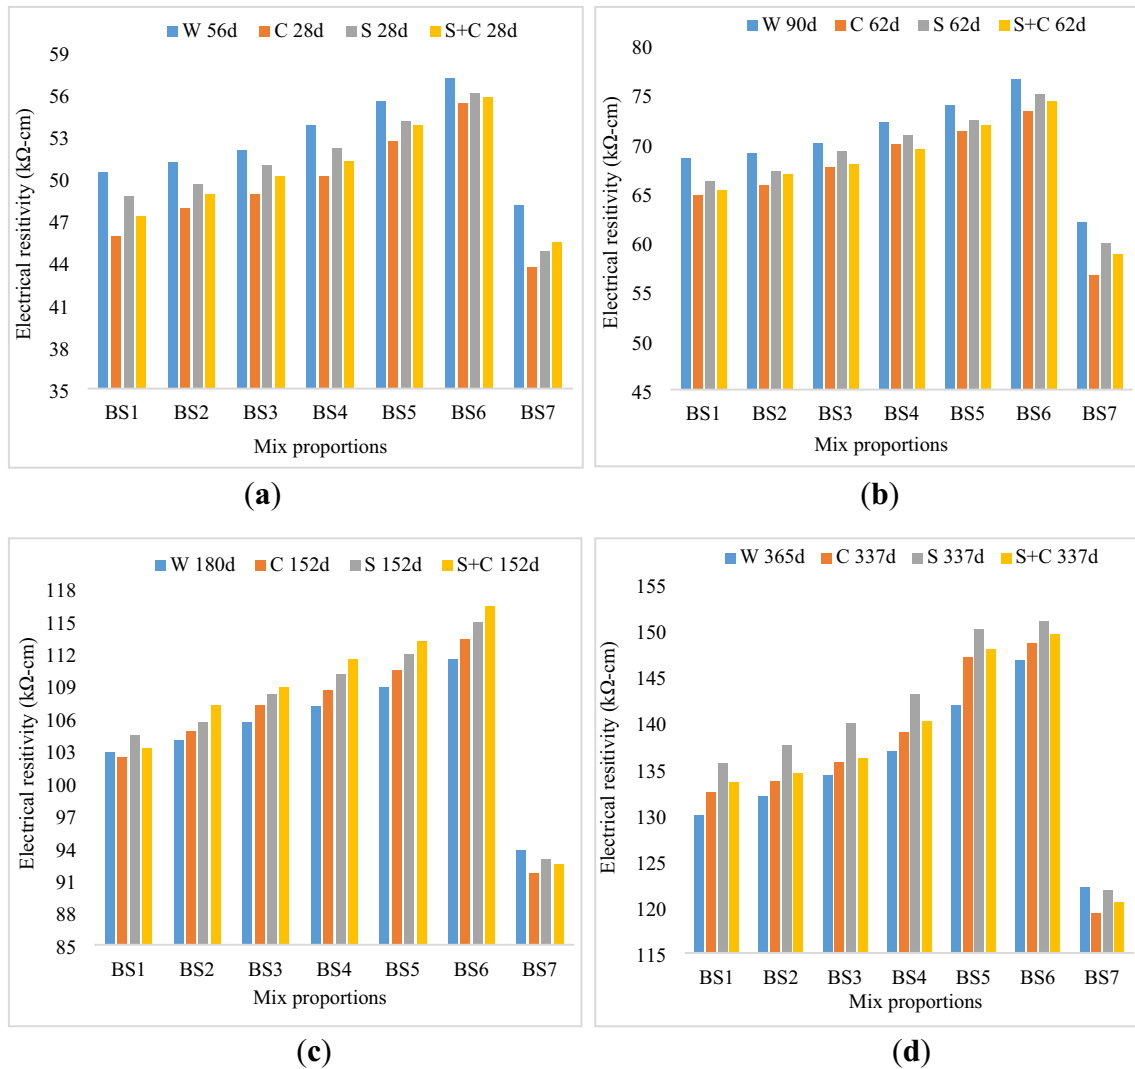 W 56d C 28d S 28d S+C 28d
59
56
53
50
47
44
41
38
35
Electrical resitivity (kΩ-cm)
BS1 BS2 BS3 BS4 BS5 BS6 BS7
Mix proportions
(a)
W 90d C 62d S 62d S+C 62d
80
75
70
65
60
55
50
45
Electrical resitivity (kΩ-cm)
BS1 BS2 BS3 BS4 BS5 BS6 BS7
Mix proportions
(b)
W 180d C 152d S 152d S+C 152d
118
115
112
109
106
103
100
97
94
91
88
85
Electrical resitivity (kΩ-cm)
BS1 BS2 BS3 BS4 BS5 BS6 BS7
Mix proportions
(c)
W 365d C 337d S 337d S+C 337d
155
150
145
140
135
130
125
120
115
Electrical resitivity (kΩ-cm)
BS1 BS2 BS3 BS4 BS5 BS6 BS7
Mix proportions
(d)